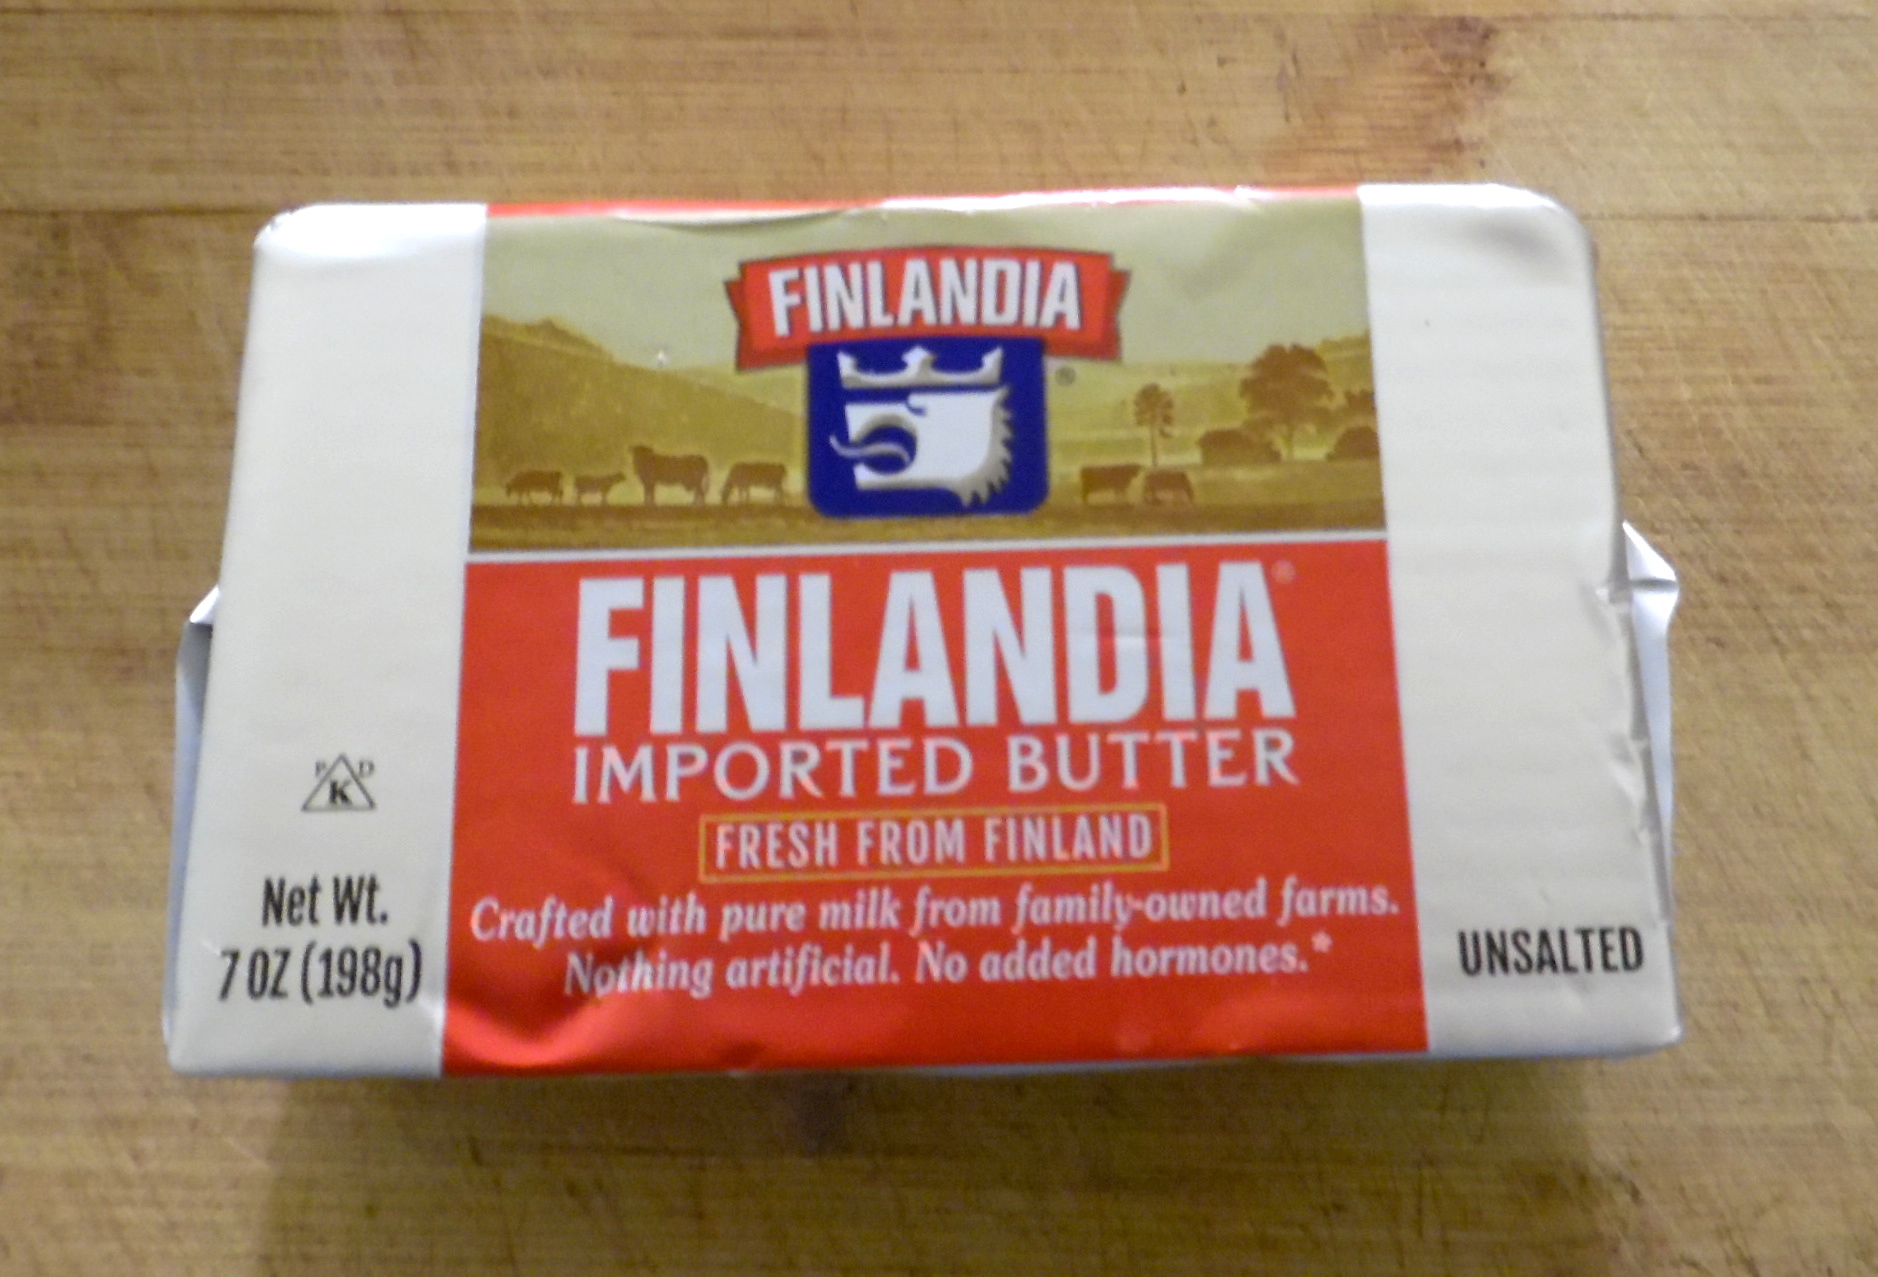 FINLANDIA
®
FINLANDIA®
IMPORTED BUTTER
FRESH FROM FINLAND
Crafted with pure milk from family-owned farms.
Nothing artificial. No added hormones.*
P K D
Net Wt.
7 OZ (198g)
UNSALTED